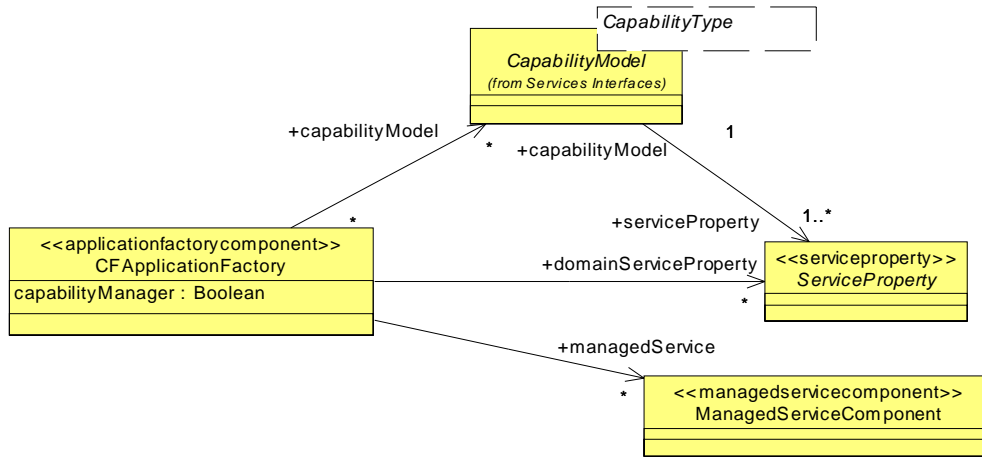 CapabilityType
CapabilityModel
(from Services Interfaces)
+capabilityModel
*
+capabilityModel
1
*
+serviceProperty
1..*
<<applicationfactorycomponent>>
CFApplicationFactory
capabilityManager : Boolean
+domainServiceProperty
*
<<serviceproperty>>
ServiceProperty
+managedService
*
<<managedservicecomponent>>
ManagedServiceComponent